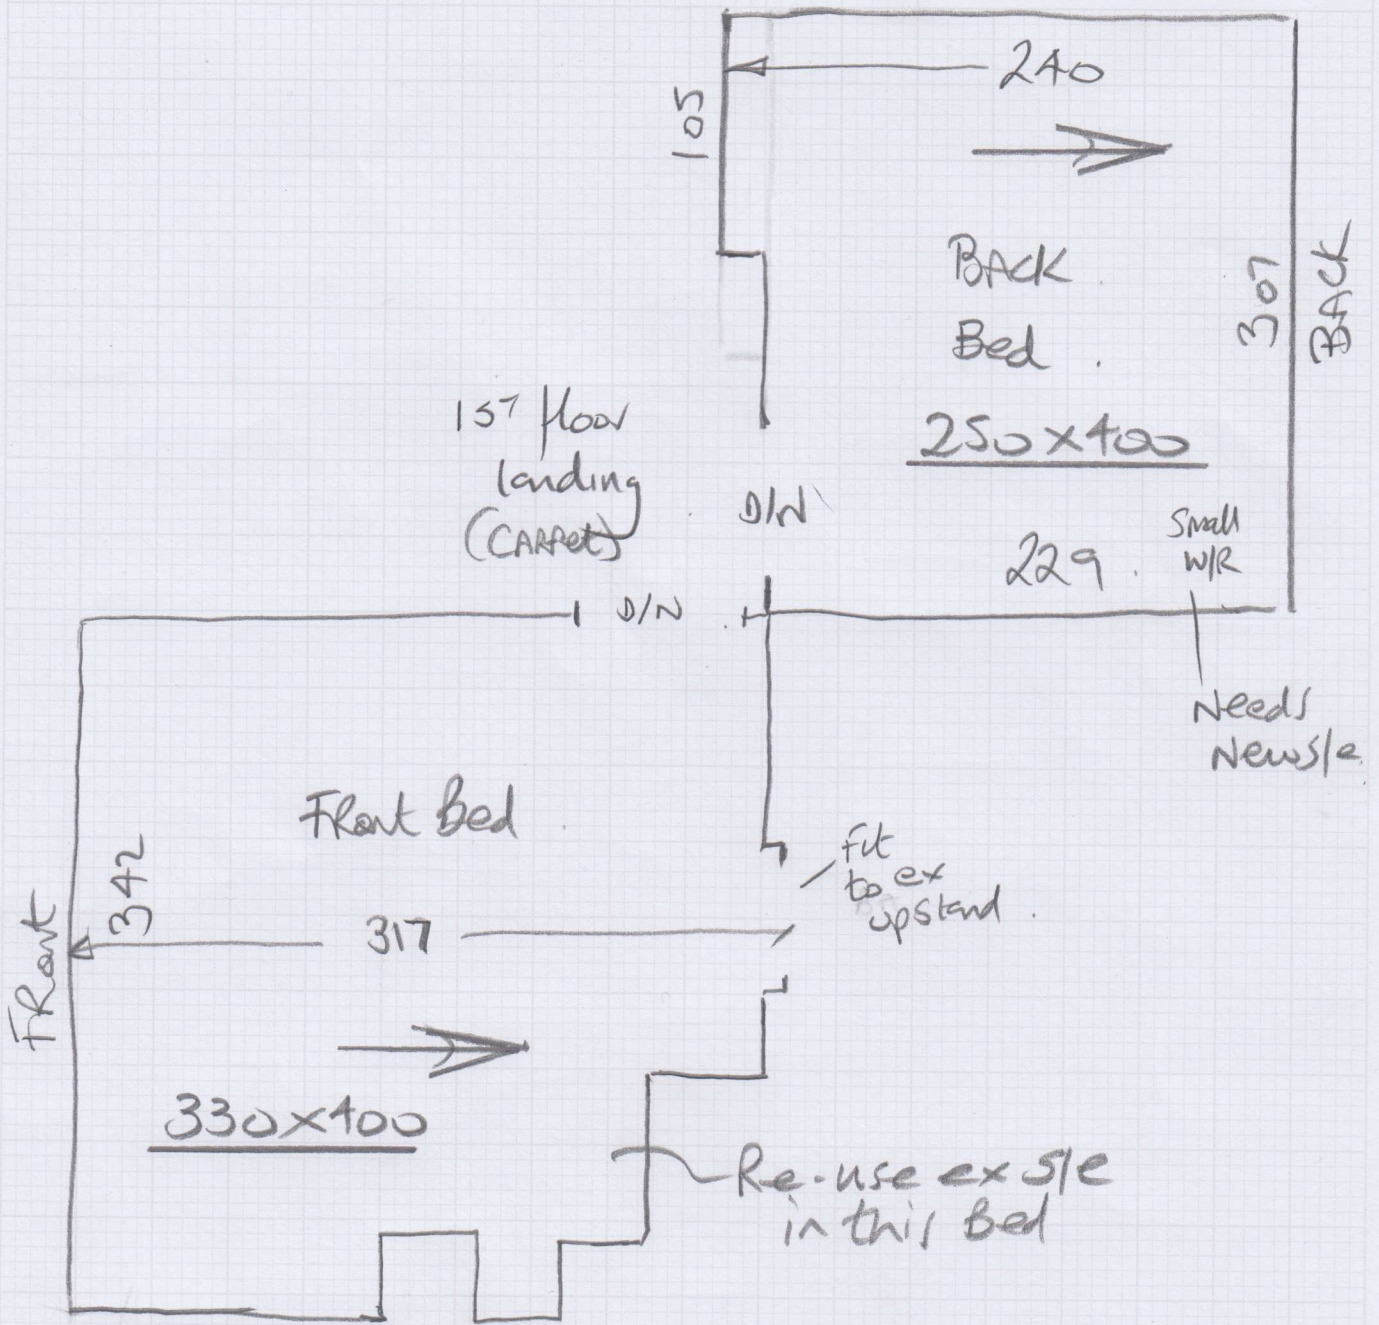 240
105
BACK
Bed
307
BACK
250x400
1ST floor
landing
(CARPet)
D/N
229
Small
W/R
D/N
Needs
New s/e
Front Bed
Fit
to ex
upstand
342
317
FRont
330x400
Re-use ex s/e
in this Bed